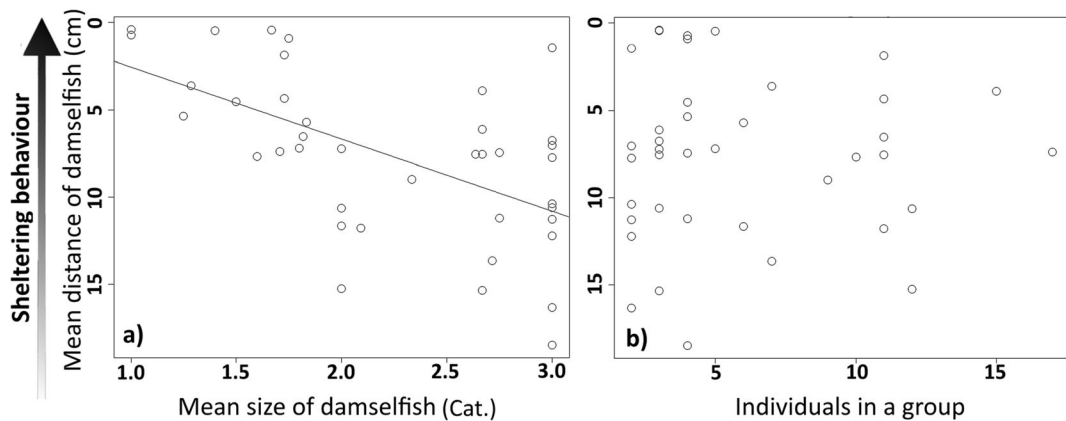 Sheltering behaviour
Mean distance of damselfish (cm)
0
5
10
15
a)
1.0 1.5 2.0 2.5 3.0
Mean size of damselfish (Cat.)
0
5
10
15
b)
5 10 15
Individuals in a group